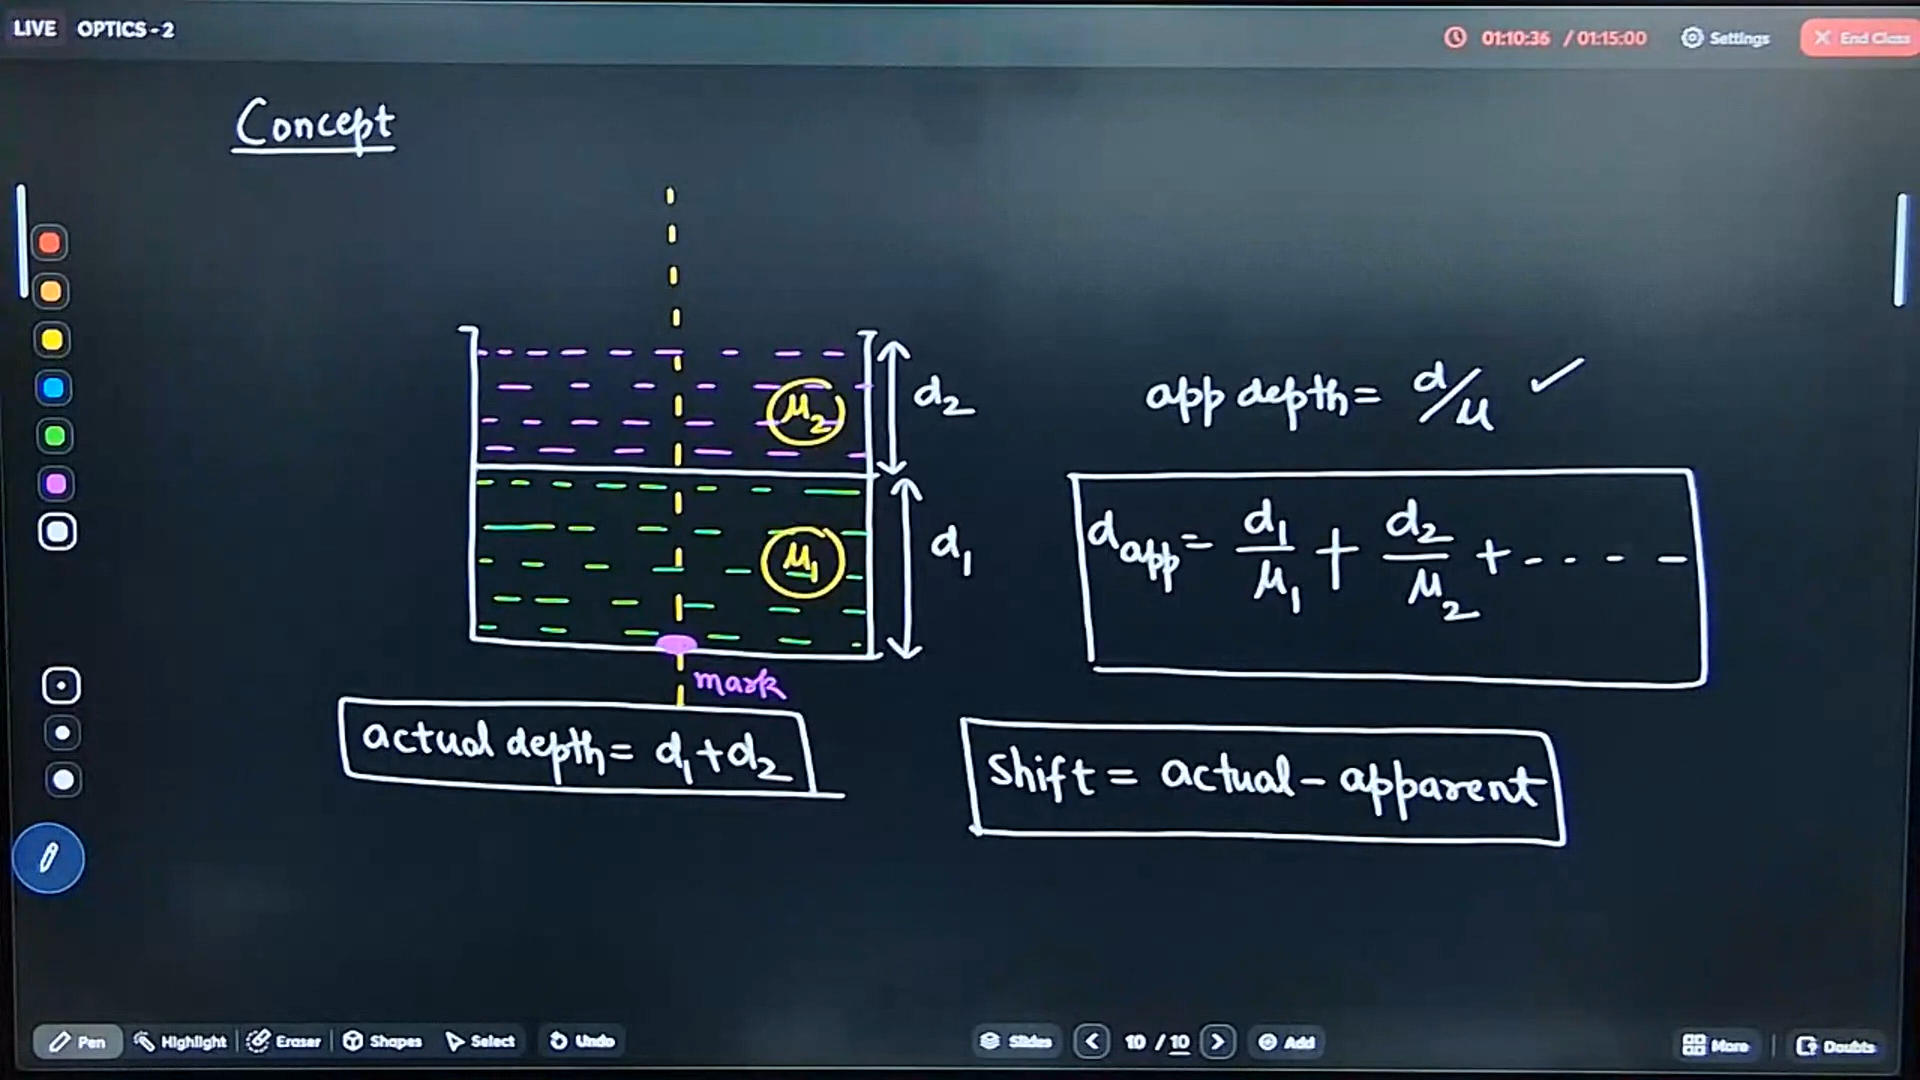 LIVE OPTICS - 2
01:10:36 / 01:15:00 Settings End Class
Concept
μ2
d2
app depth = d/μ ✓
μ1
d1
dapp = d1/μ1 + d2/μ2 + - - - - -
mark
actual depth = d1 + d2
shift = actual - apparent
Pen Highlight Eraser Shapes Select Undo Slides 10 / 10 Add More Doubts